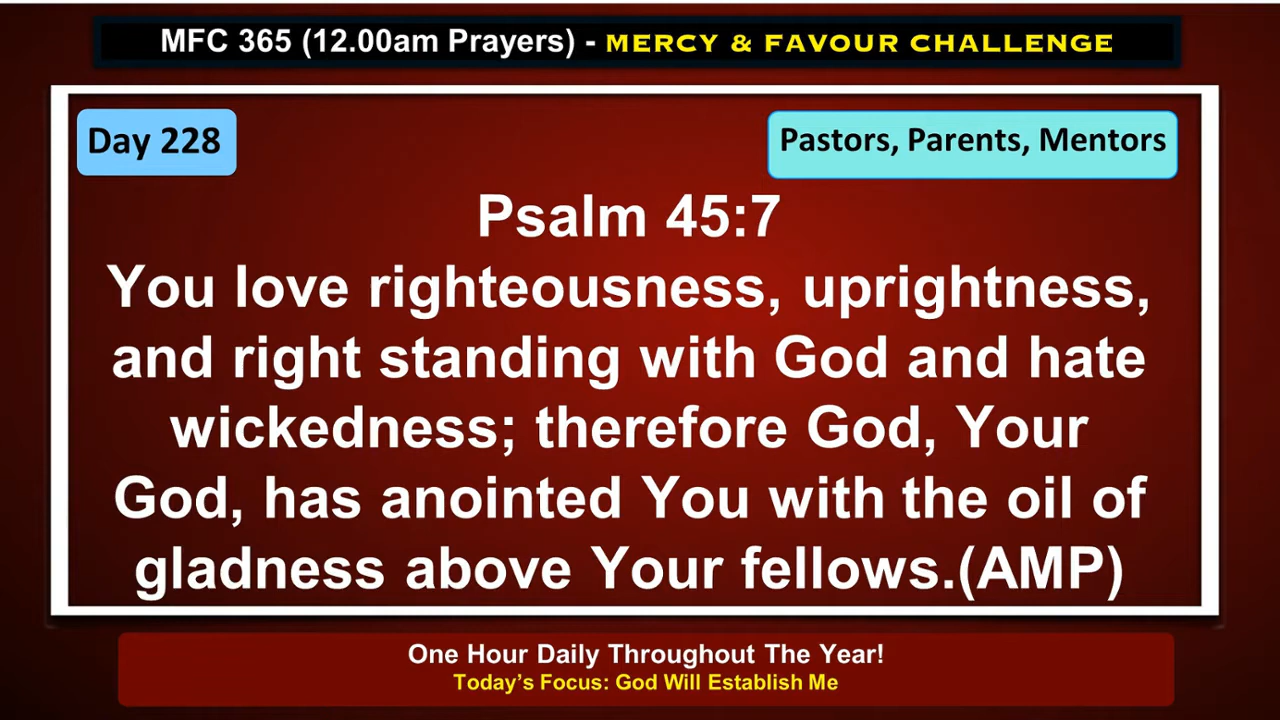 MFC 365 (12.00am Prayers) - MERCY & FAVOUR CHALLENGE
Day 228
Pastors, Parents, Mentors
Psalm 45:7
You love righteousness, uprightness,
and right standing with God and hate
wickedness; therefore God, Your
God, has anointed You with the oil of
gladness above Your fellows.(AMP)
One Hour Daily Throughout The Year!
Today's Focus: God Will Establish Me